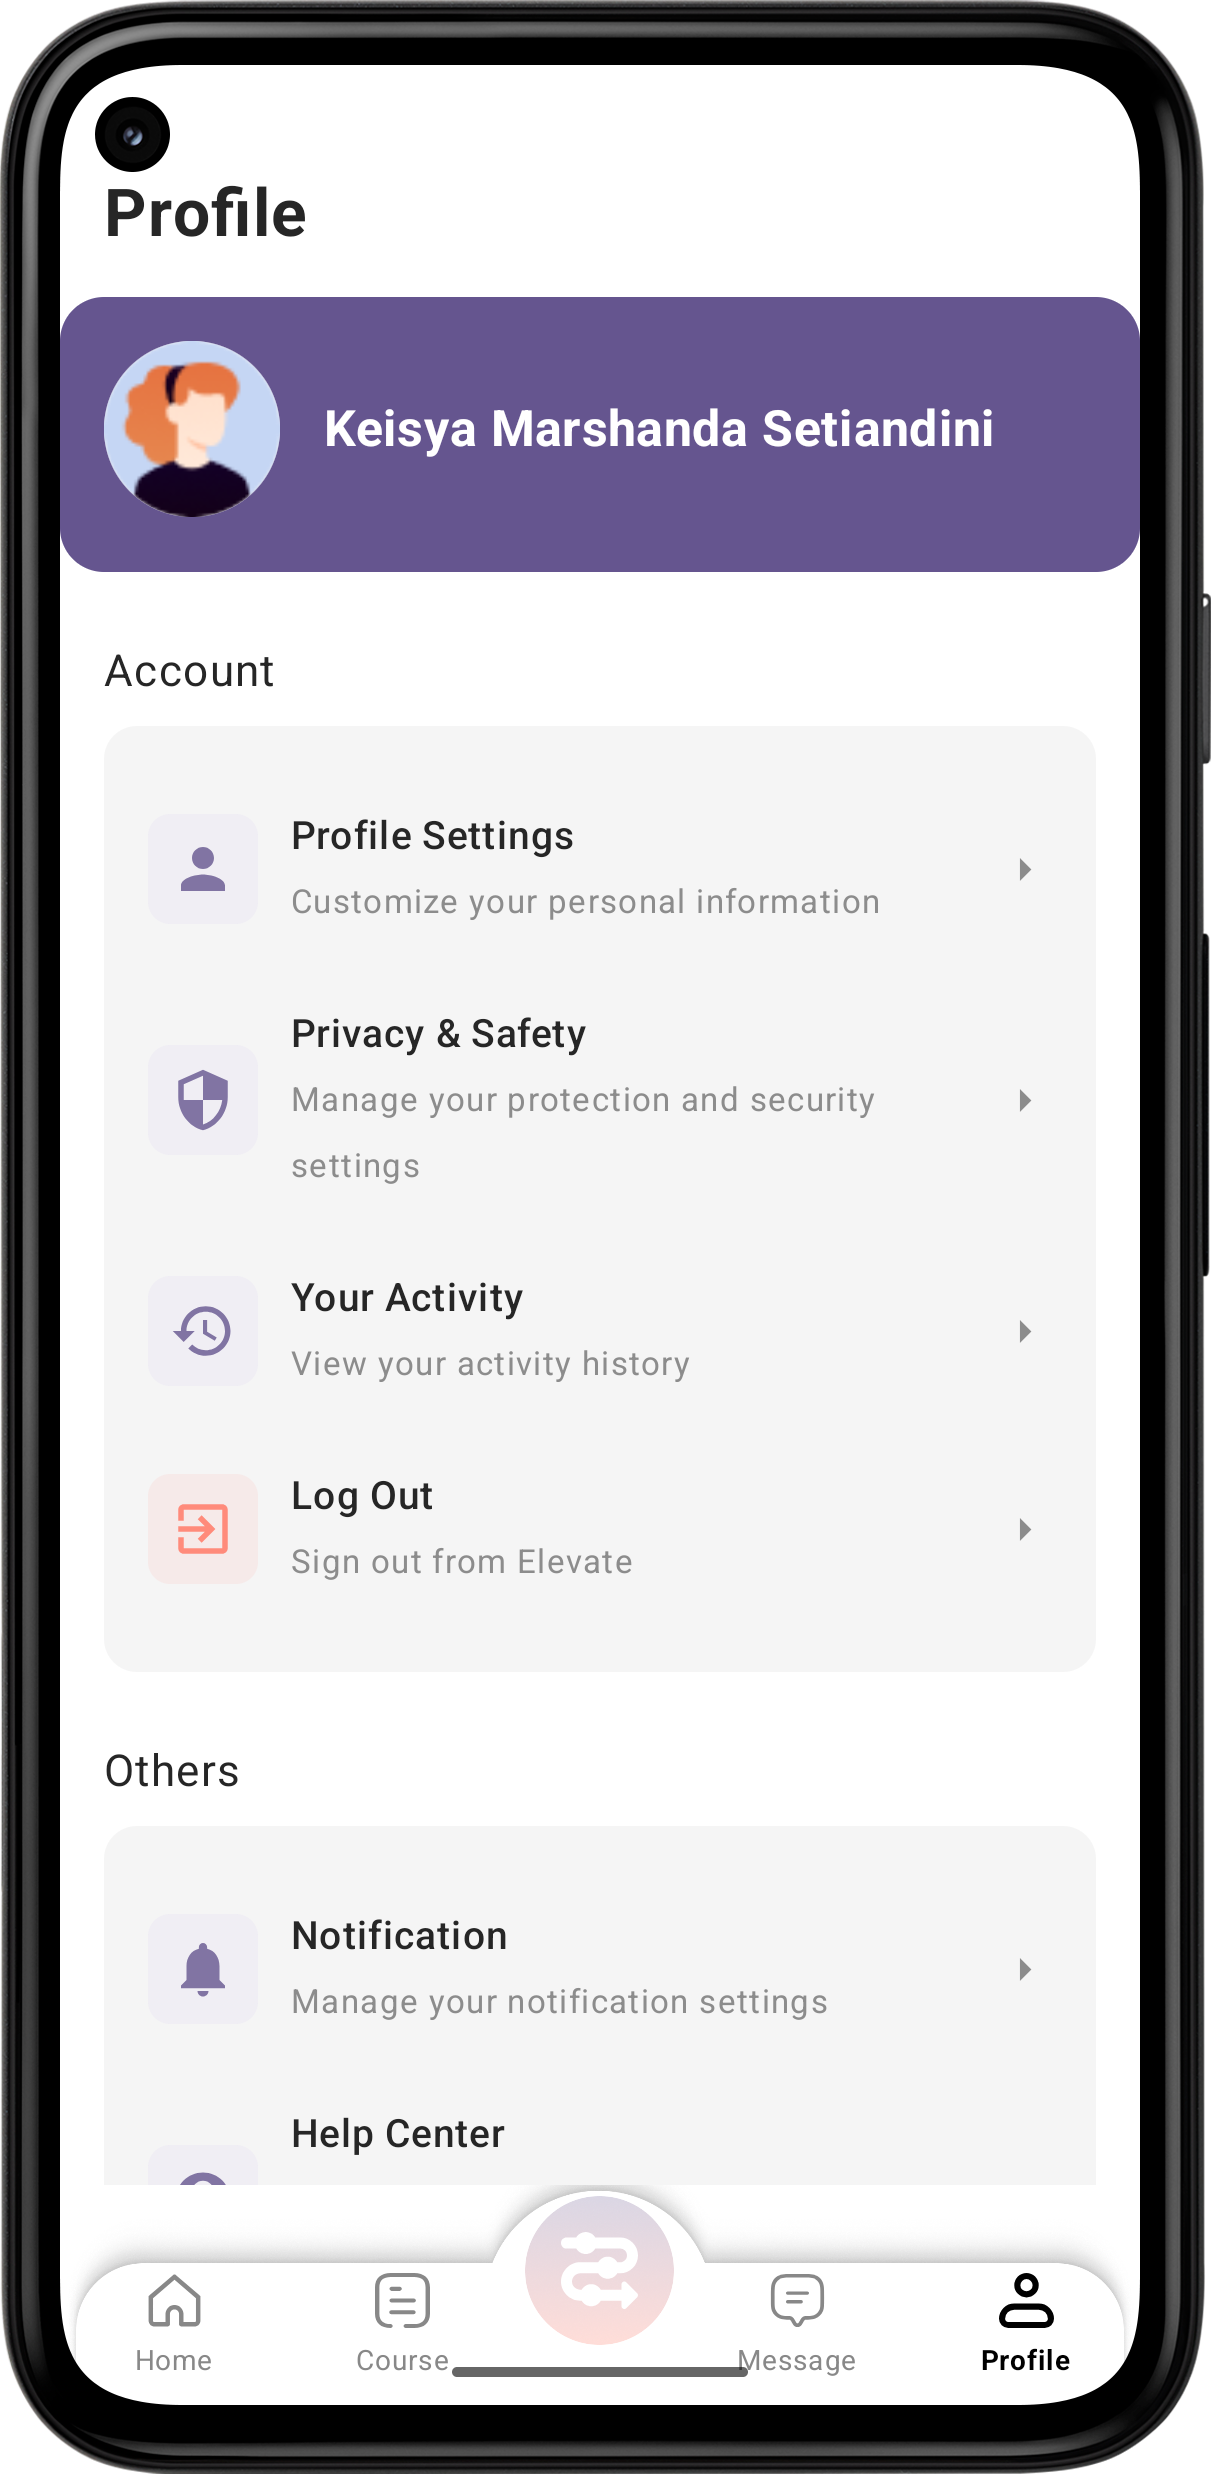 Profile
Keisya Marshanda Setiandini
Account
Profile Settings
Customize your personal information
Privacy & Safety
Manage your protection and security
settings
Your Activity
View your activity history
Log Out
Sign out from Elevate
Others
Notification
Manage your notification settings
Help Center
Home
Course
Message
Profile